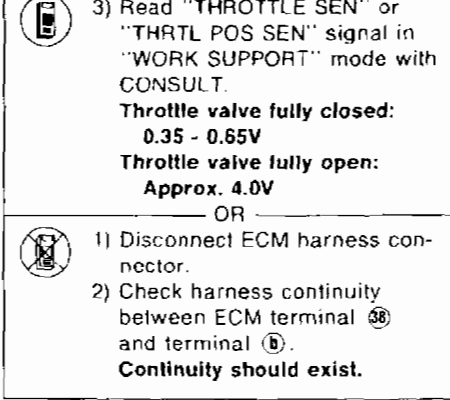 3) Read "THROTTLE SEN" or
"THRTL POS SEN" signal in
"WORK SUPPORT" mode with
CONSULT.
Throttle valve fully closed:
0.35 - 0.65V
Throttle valve fully open:
Approx. 4.0V
OR
1) Disconnect ECM harness con-
nector.
2) Check harness continuity
between ECM terminal 38
and terminal b.
Continuity should exist.